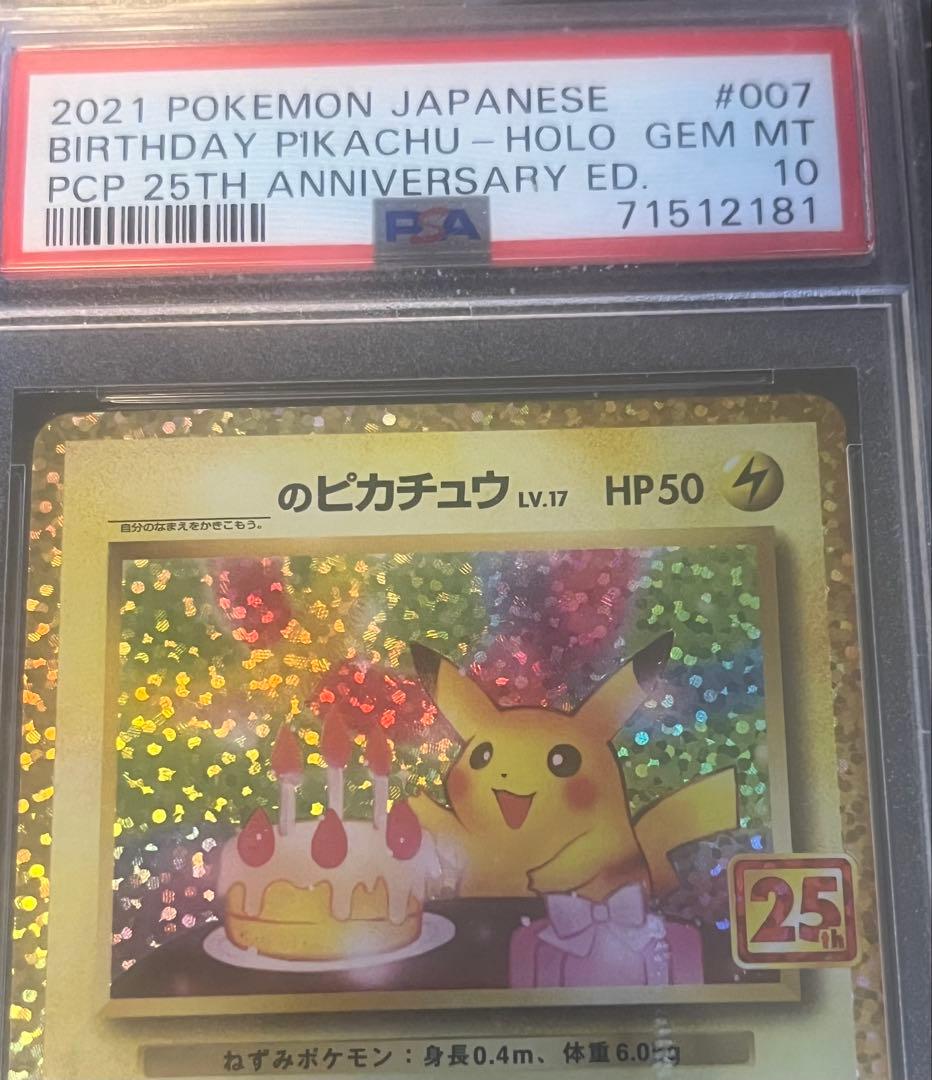 2021 POKEMON JAPANESE #007
BIRTHDAY PIKACHU - HOLO GEM MT
PCP 25TH ANNIVERSARY ED. 10
PSA 71512181
のピカチュウ LV.17 HP50
自分のなまえをかきこもう。
25th
ねずみポケモン：身長0.4m、体重6.0kg